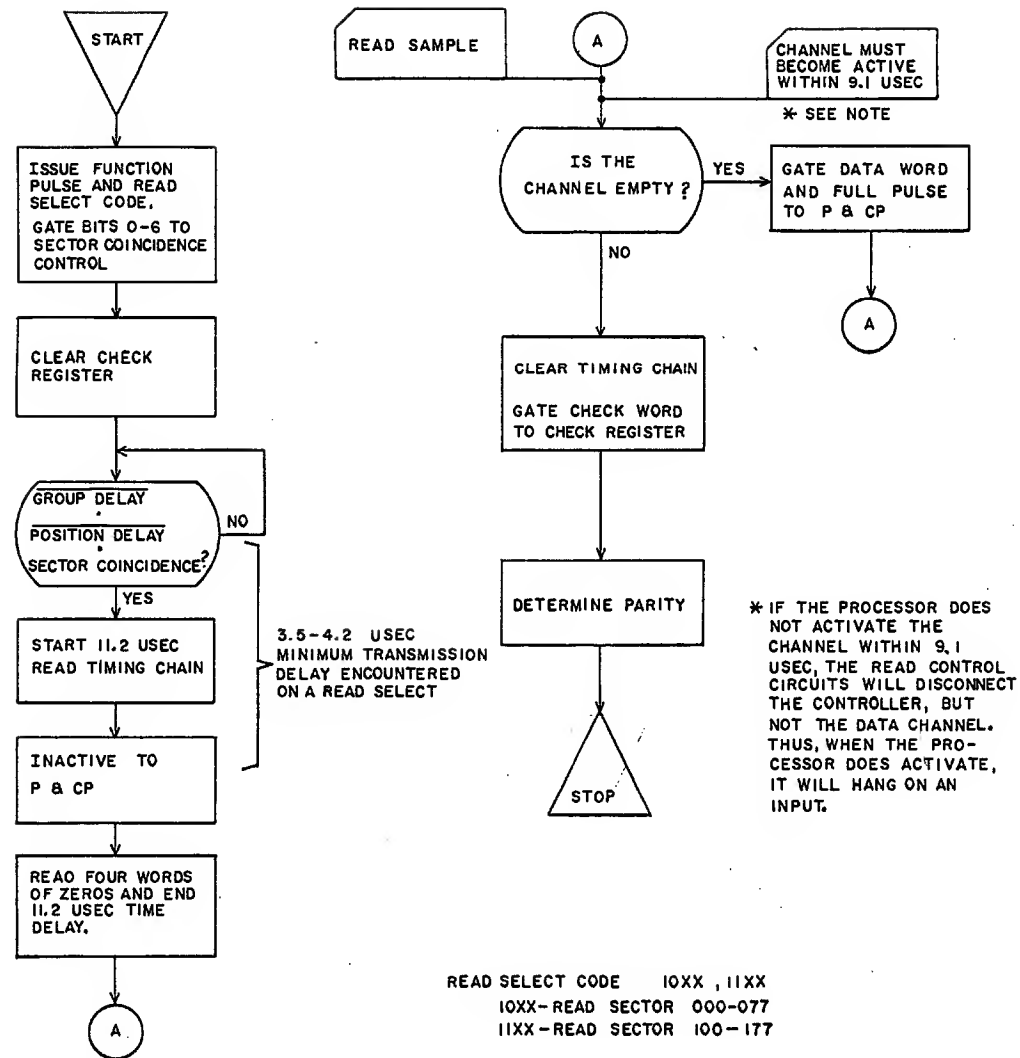 START
ISSUE FUNCTION
PULSE AND READ
SELECT CODE.
GATE BITS 0-6 TO
SECTOR COINCIDENCE
CONTROL
CLEAR CHECK
REGISTER
GROUP DELAY
·
POSITION DELAY
·
SECTOR COINCIDENCE?
NO
YES
START 11.2 USEC
READ TIMING CHAIN
3.5-4.2 USEC
MINIMUM TRANSMISSION
DELAY ENCOUNTERED
ON A READ SELECT
INACTIVE TO
P & CP
REAO FOUR WORDS
OF ZEROS AND END
11.2 USEC TIME
DELAY.
A
READ SAMPLE
A
CHANNEL MUST
BECOME ACTIVE
WITHIN 9.1 USEC
* SEE NOTE
IS THE
CHANNEL EMPTY?
YES
GATE DATA WORD
AND FULL PULSE
TO P & CP
A
NO
CLEAR TIMING CHAIN
GATE CHECK WORD
TO CHECK REGISTER
DETERMINE PARITY
STOP
* IF THE PROCESSOR DOES
NOT ACTIVATE THE
CHANNEL WITHIN 9.1
USEC, THE READ CONTROL
CIRCUITS WILL DISCONNECT
THE CONTROLLER, BUT
NOT THE DATA CHANNEL.
THUS, WHEN THE PRO-
CESSOR DOES ACTIVATE,
IT WILL HANG ON AN
INPUT.
READ SELECT CODE 10XX , 11XX
10XX-READ SECTOR 000-077
11XX-READ SECTOR 100-177